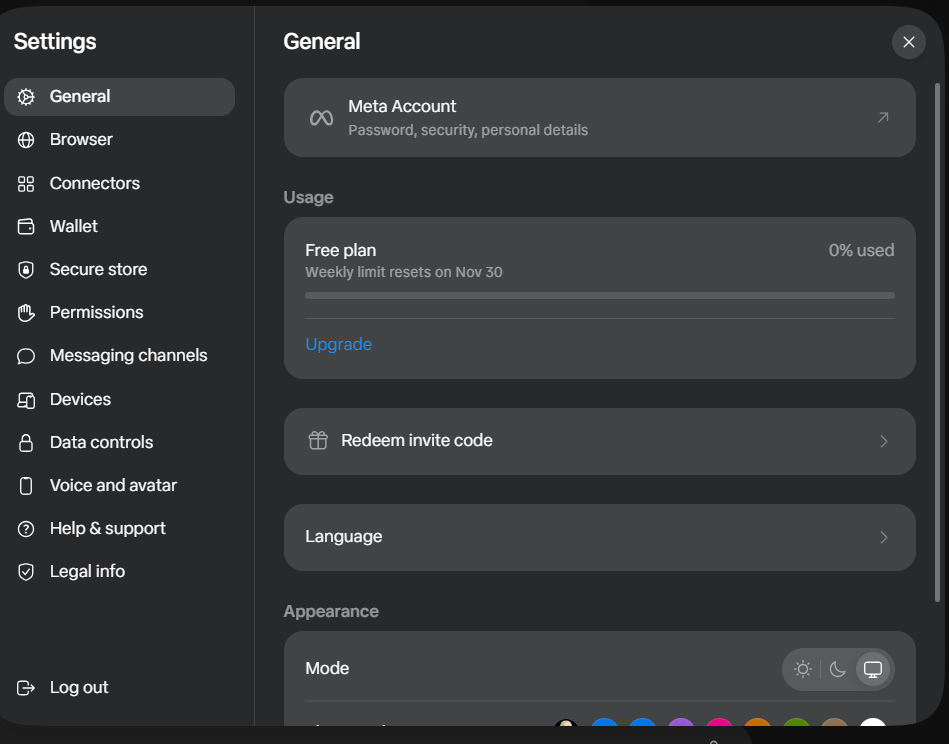 Settings
General
Browser
Connectors
Wallet
Secure store
Permissions
Messaging channels
Devices
Data controls
Voice and avatar
Help & support
Legal info
Log out
General
Meta Account
Password, security, personal details
Usage
Free plan
0% used
Weekly limit resets on Nov 30
Upgrade
Redeem invite code
Language
Appearance
Mode